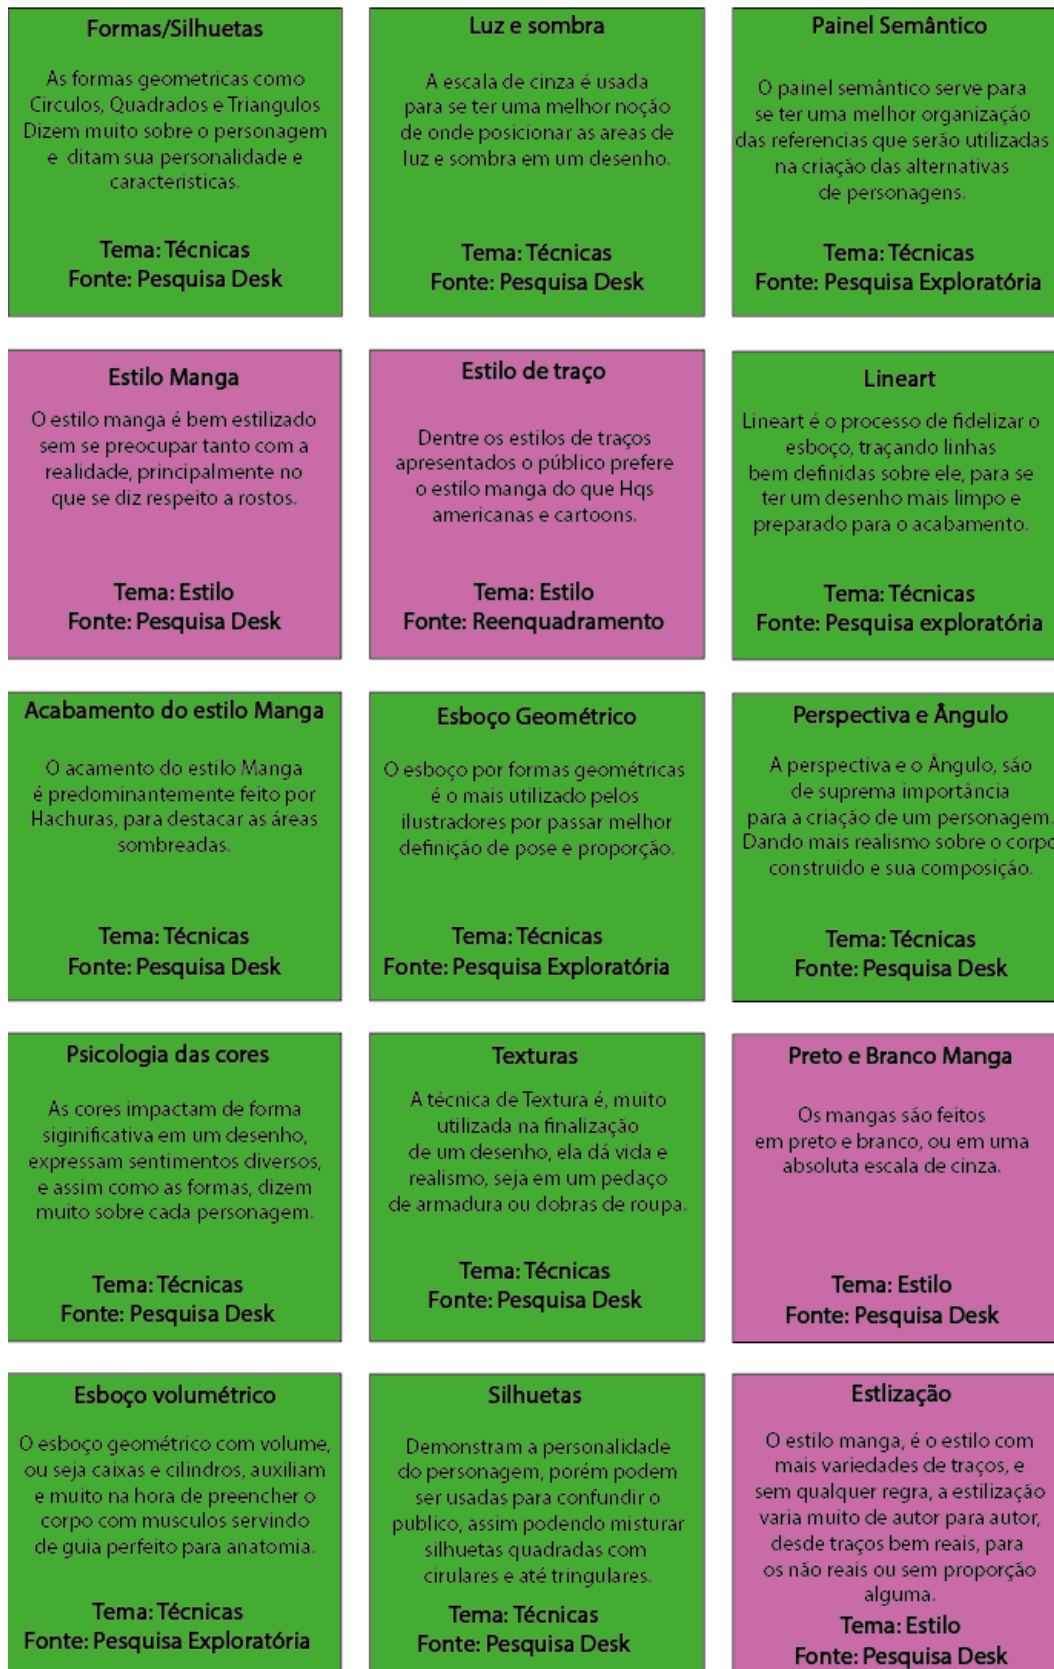 Formas/Silhuetas
As formas geometricas como
Circulos, Quadrados e Triangulos
Dizem muito sobre o personagem
e ditam sua personalidade e
caracteristicas.
Tema: Técnicas
Fonte: Pesquisa Desk
Luz e sombra
A escala de cinza é usada
para se ter uma melhor noção
de onde posicionar as areas de
luz e sombra em um desenho.
Tema: Técnicas
Fonte: Pesquisa Desk
Painel Semântico
O painel semântico serve para
se ter uma melhor organização
das referencias que serão utilizadas
na criação das alternativas
de personagens.
Tema: Técnicas
Fonte: Pesquisa Exploratória
Estilo Manga
O estilo manga é bem estilizado
sem se preocupar tanto com a
realidade, principalmente no
que se diz respeito a rostos.
Tema: Estilo
Fonte: Pesquisa Desk
Estilo de traço
Dentre os estilos de traços
apresentados o público prefere
o estilo manga do que Hqs
americanas e cartoons.
Tema: Estilo
Fonte: Reenquadramento
Lineart
Lineart é o processo de fidelizar o
esboço, traçando linhas
bem definidas sobre ele, para se
ter um desenho mais limpo e
preparado para o acabamento.
Tema: Técnicas
Fonte: Pesquisa exploratória
Acabamento do estilo Manga
O acamento do estilo Manga
é predominantemente feito por
Hachuras, para destacar as áreas
sombreadas.
Tema: Técnicas
Fonte: Pesquisa Desk
Esboço Geométrico
O esboço por formas geométricas
é o mais utilizado pelos
ilustradores por passar melhor
definição de pose e proporção.
Tema: Técnicas
Fonte: Pesquisa Exploratória
Perspectiva e Ângulo
A perspectiva e o Ângulo, são
de suprema importância
para a criação de um personagem.
Dando mais realismo sobre o corpo
construido e sua composição.
Tema: Técnicas
Fonte: Pesquisa Desk
Psicologia das cores
As cores impactam de forma
siginificativa em um desenho,
expressam sentimentos diversos,
e assim como as formas, dizem
muito sobre cada personagem.
Tema: Técnicas
Fonte: Pesquisa Desk
Texturas
A técnica de Textura é, muito
utilizada na finalização
de um desenho, ela dá vida e
realismo, seja em um pedaço
de armadura ou dobras de roupa.
Tema: Técnicas
Fonte: Pesquisa Desk
Preto e Branco Manga
Os mangas são feitos
em preto e branco, ou em uma
absoluta escala de cinza.
Tema: Estilo
Fonte: Pesquisa Desk
Esboço volumétrico
O esboço geométrico com volume,
ou seja caixas e cilindros, auxiliam
e muito na hora de preencher o
corpo com musculos servindo
de guia perfeito para anatomia.
Tema: Técnicas
Fonte: Pesquisa Exploratória
Silhuetas
Demonstram a personalidade
do personagem, porém podem
ser usadas para confundir o
publico, assim podendo misturar
silhuetas quadradas com
cirulares e até tringulares.
Tema: Técnicas
Fonte: Pesquisa Desk
Estlização
O estilo manga, é o estilo com
mais variedades de traços, e
sem qualquer regra, a estilização
varia muito de autor para autor,
desde traços bem reais, para
os não reais ou sem proporção
alguma.
Tema: Estilo
Fonte: Pesquisa Desk